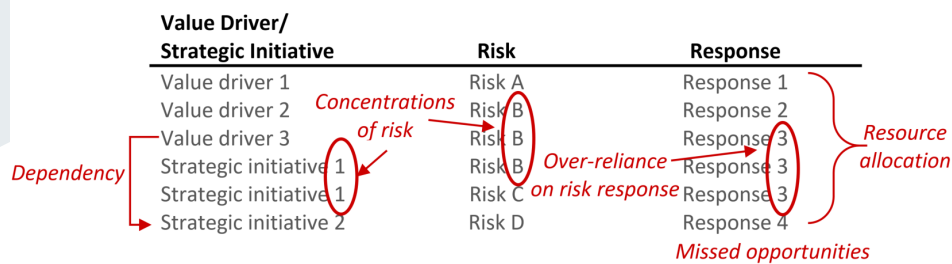 Value Driver/
Strategic Initiative Risk Response
Value driver 1 Risk A Response 1
Value driver 2 Risk B Response 2
Value driver 3 Risk B Response 3
Strategic initiative 1 Risk B Response 3
Strategic initiative 1 Risk C Response 3
Strategic initiative 2 Risk D Response 4
Concentrations
of risk
Dependency
Over-reliance
on risk response
Resource
allocation
Missed opportunities